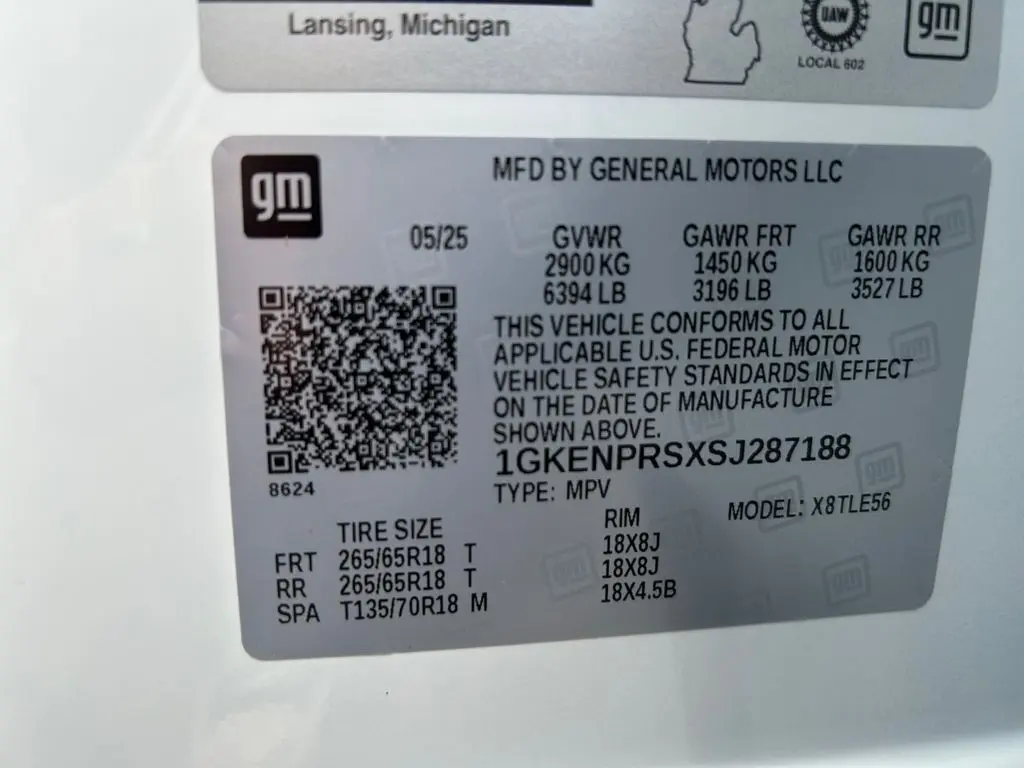 Lansing, Michigan
UAW
LOCAL 602
gm
gm
MFD BY GENERAL MOTORS LLC
05/25
GVWR GAWR FRT GAWR RR
2900 KG 1450 KG 1600 KG
6394 LB 3196 LB 3527 LB
THIS VEHICLE CONFORMS TO ALL
APPLICABLE U.S. FEDERAL MOTOR
VEHICLE SAFETY STANDARDS IN EFFECT
ON THE DATE OF MANUFACTURE
SHOWN ABOVE.
1GKENPRSXSJ287188
8624
TYPE: MPV MODEL: X8TLE56
TIRE SIZE RIM
FRT 265/65R18 T 18X8J
RR 265/65R18 T 18X8J
SPA T135/70R18 M 18X4.5B